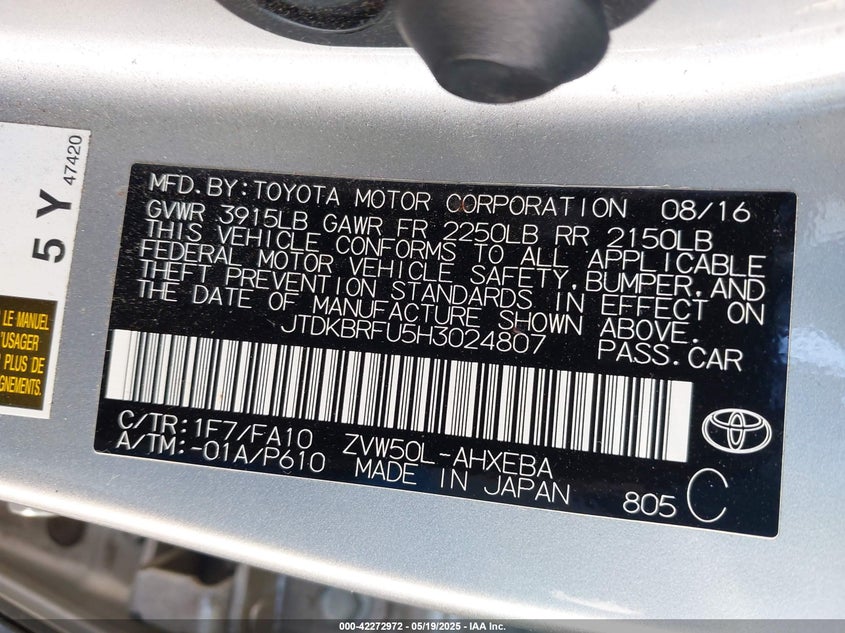 MFD.BY:TOYOTA MOTOR CORPORATION 08/16
GVWR 3915LB GAWR FR 2250LB RR 2150LB
THIS VEHICLE CONFORMS TO ALL APPLICABLE
FEDERAL MOTOR VEHICLE SAFETY,BUMPER,AND
THEFT PREVENTION STANDARDS IN EFFECT ON
THE DATE OF MANUFACTURE SHOWN ABOVE.
JTDKBRFU5H3024807 PASS.CAR
C/TR:1F7/FA10 ZVW50L-AHXEBA
A/TM:-01A/P610 MADE IN JAPAN
805 C
5 Y
47420
LE MANUEL
'USAGER
PLUS DE
IGNEMENTS.
000-42272972 / 05/19/2025 - IAA Inc.